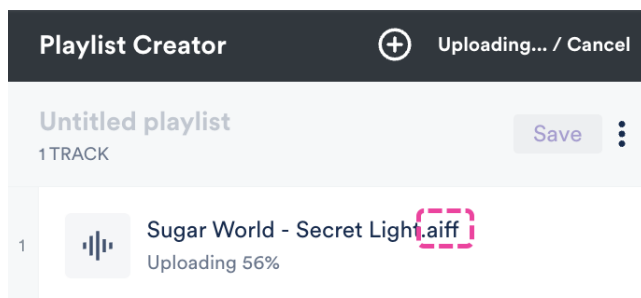 Playlist Creator
Uploading... / Cancel
Untitled playlist
Save
1 TRACK
1
Sugar World - Secret Light.aiff
Uploading 56%